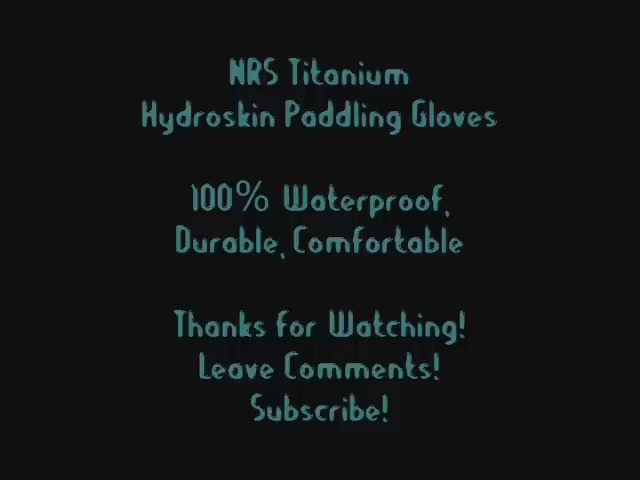 NRS Titanium
Hydroskin Paddling Gloves
100% Waterproof,
Durable, Comfortable
Thanks for Watching!
Leave Comments!
Subscribe!